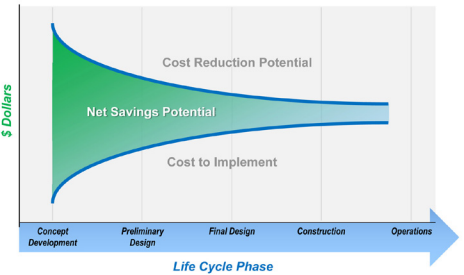 $ Dollars
Cost Reduction Potential
Net Savings Potential
Cost to Implement
Concept
Development
Preliminary
Design
Final Design
Construction
Operations
Life Cycle Phase